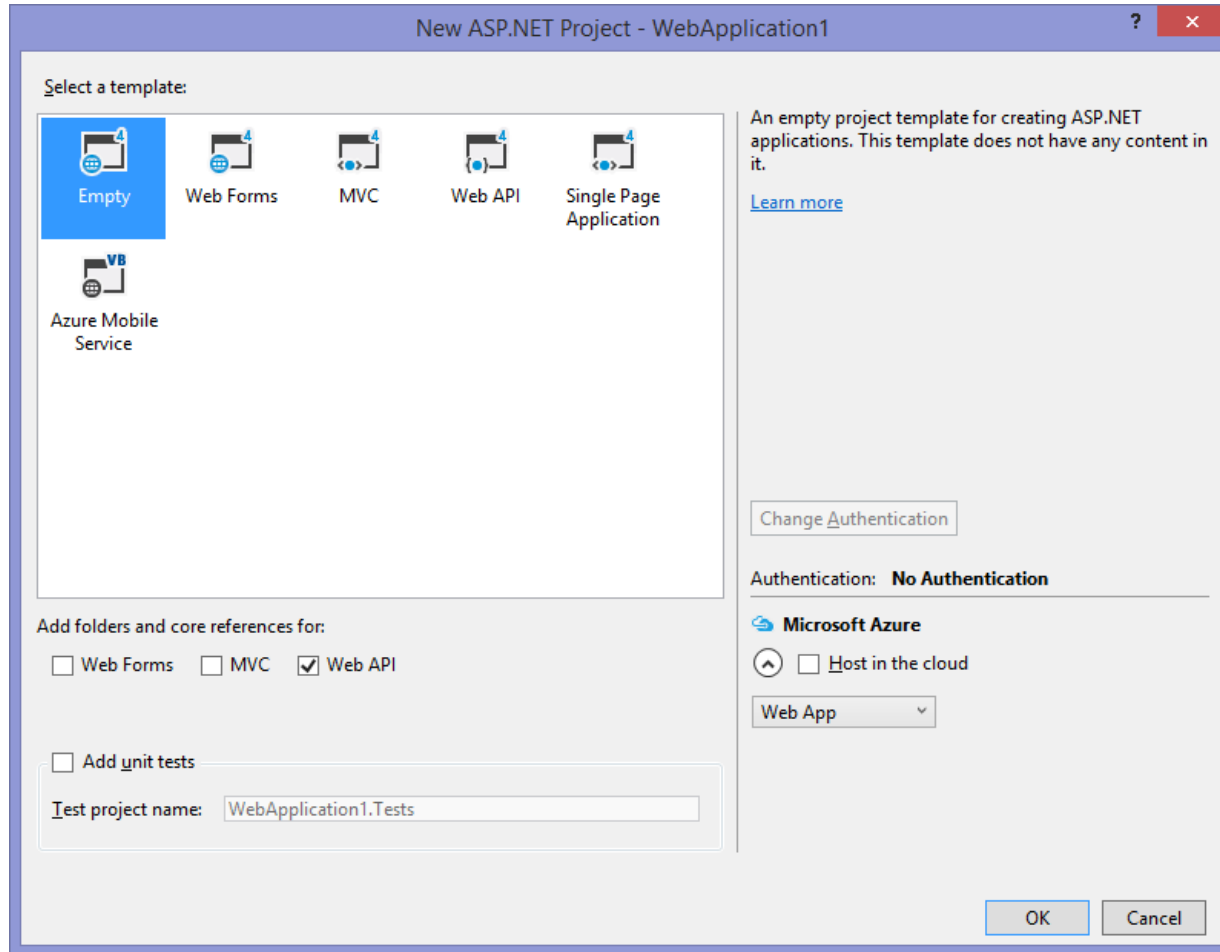 New ASP.NET Project - WebApplication1
?
Select a template:
4
4
4
4
4
Empty
Web Forms
MVC
Web API
Single Page
Application
VB
Azure Mobile
Service
An empty project template for creating ASP.NET
applications. This template does not have any content in
it.
Learn more
Change Authentication
Authentication: No Authentication
Microsoft Azure
Host in the cloud
Web App
Add folders and core references for:
Web Forms
MVC
Web API
Add unit tests
Test project name:
WebApplication1.Tests
OK
Cancel